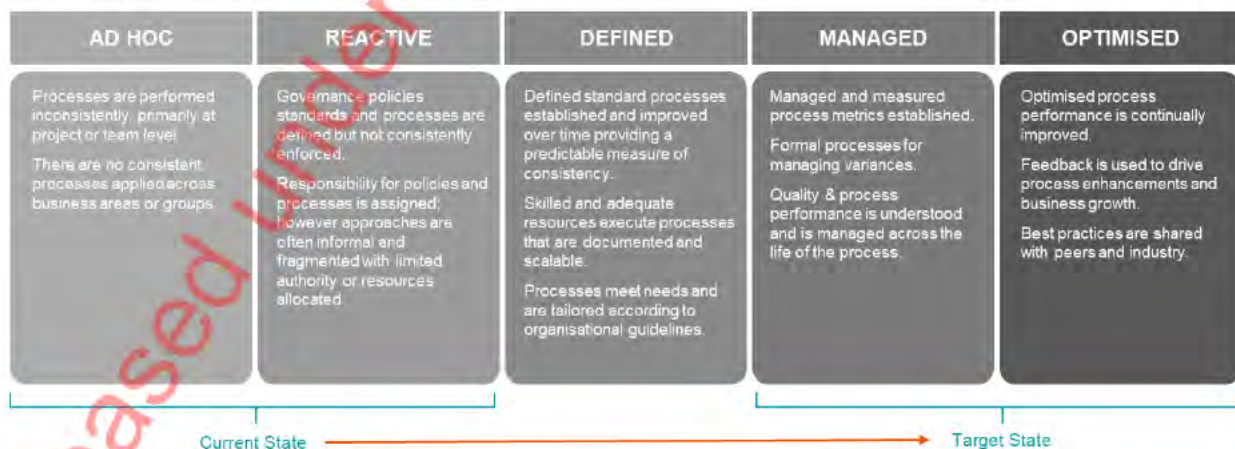 AD HOC
Processes are performed
inconsistently, primarily at
project or team level
There are no consistent
processes applied across
business areas or groups
REACTIVE
Governance policies
standards and processes are
defined but not consistently
enforced.
Responsibility for policies and
processes is assigned;
however approaches are
often informal and
fragmented with limited
authority or resources
allocated
DEFINED
Defined standard processes
established and improved
over time providing a
predictable measure of
consistency.
Skilled and adequate
resources execute processes
that are documented and
scalable.
Processes meet needs and
are tailored according to
organisational guidelines.
MANAGED
Managed and measured
process metrics established.
Formal processes for
managing variances.
Quality & process
performance is understood
and is managed across the
life of the process.
OPTIMISED
Optimised process
performance is continually
improved.
Feedback is used to drive
process enhancements and
business growth.
Best practices are shared
with peers and industry.
Current State
Target State
ased under